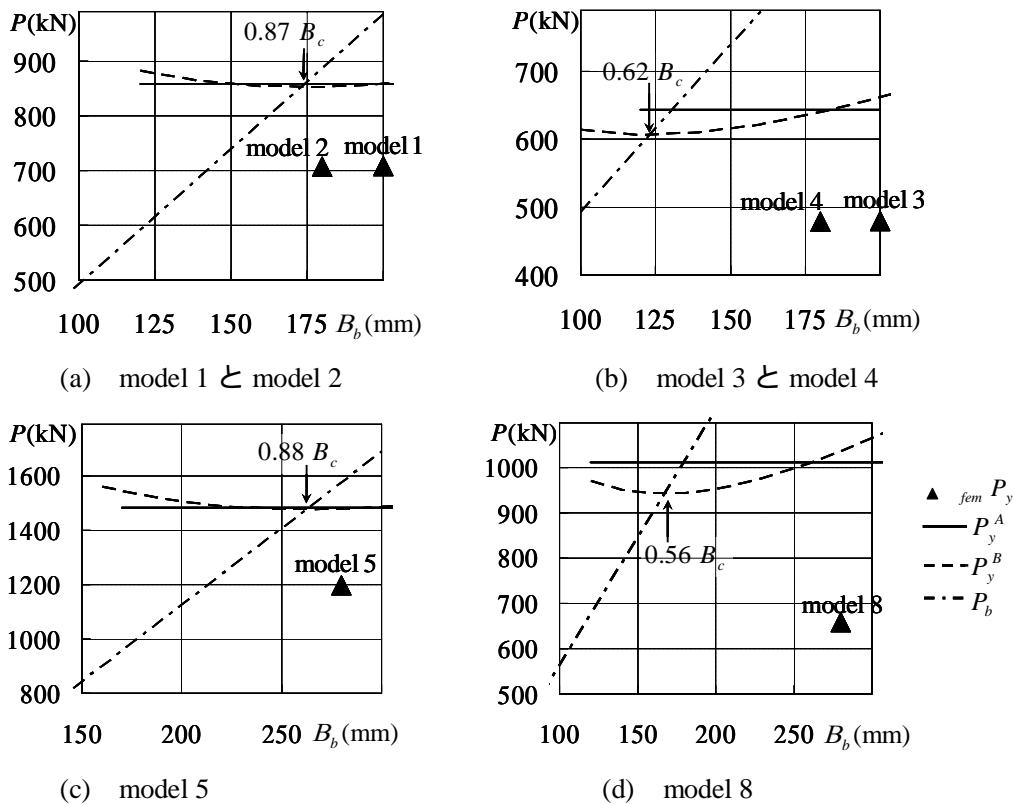 P(kN)
0.87 B_c
900
800
700
600
500
model 2
model 1
100 125 150 175 B_b (mm)
(a) model 1 と model 2
P(kN)
0.62 B_c
700
600
500
400
model 4
model 3
100 125 150 175 B_b (mm)
(b) model 3 と model 4
P(kN)
0.88 B_c
1600
1400
1200
1000
800
model 5
150 200 250 B_b (mm)
(c) model 5
P(kN)
1000
900
800
700
600
500
0.56 B_c
model 8
100 150 200 250 B_b (mm)
(d) model 8
▲ fem P_y
P_y^A
P_y^B
P_b